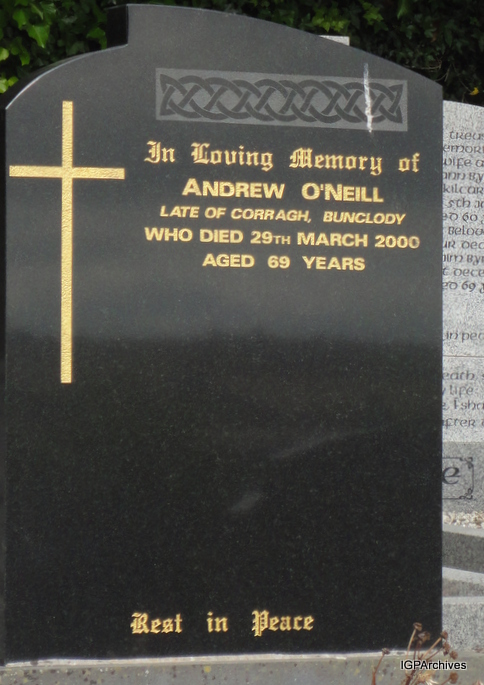 In Loving Memory of
ANDREW O'NEILL
LATE OF CORRAGH, BUNCLODY
WHO DIED 29TH MARCH 2000
AGED 69 YEARS
Rest in Peace
IGPArchives